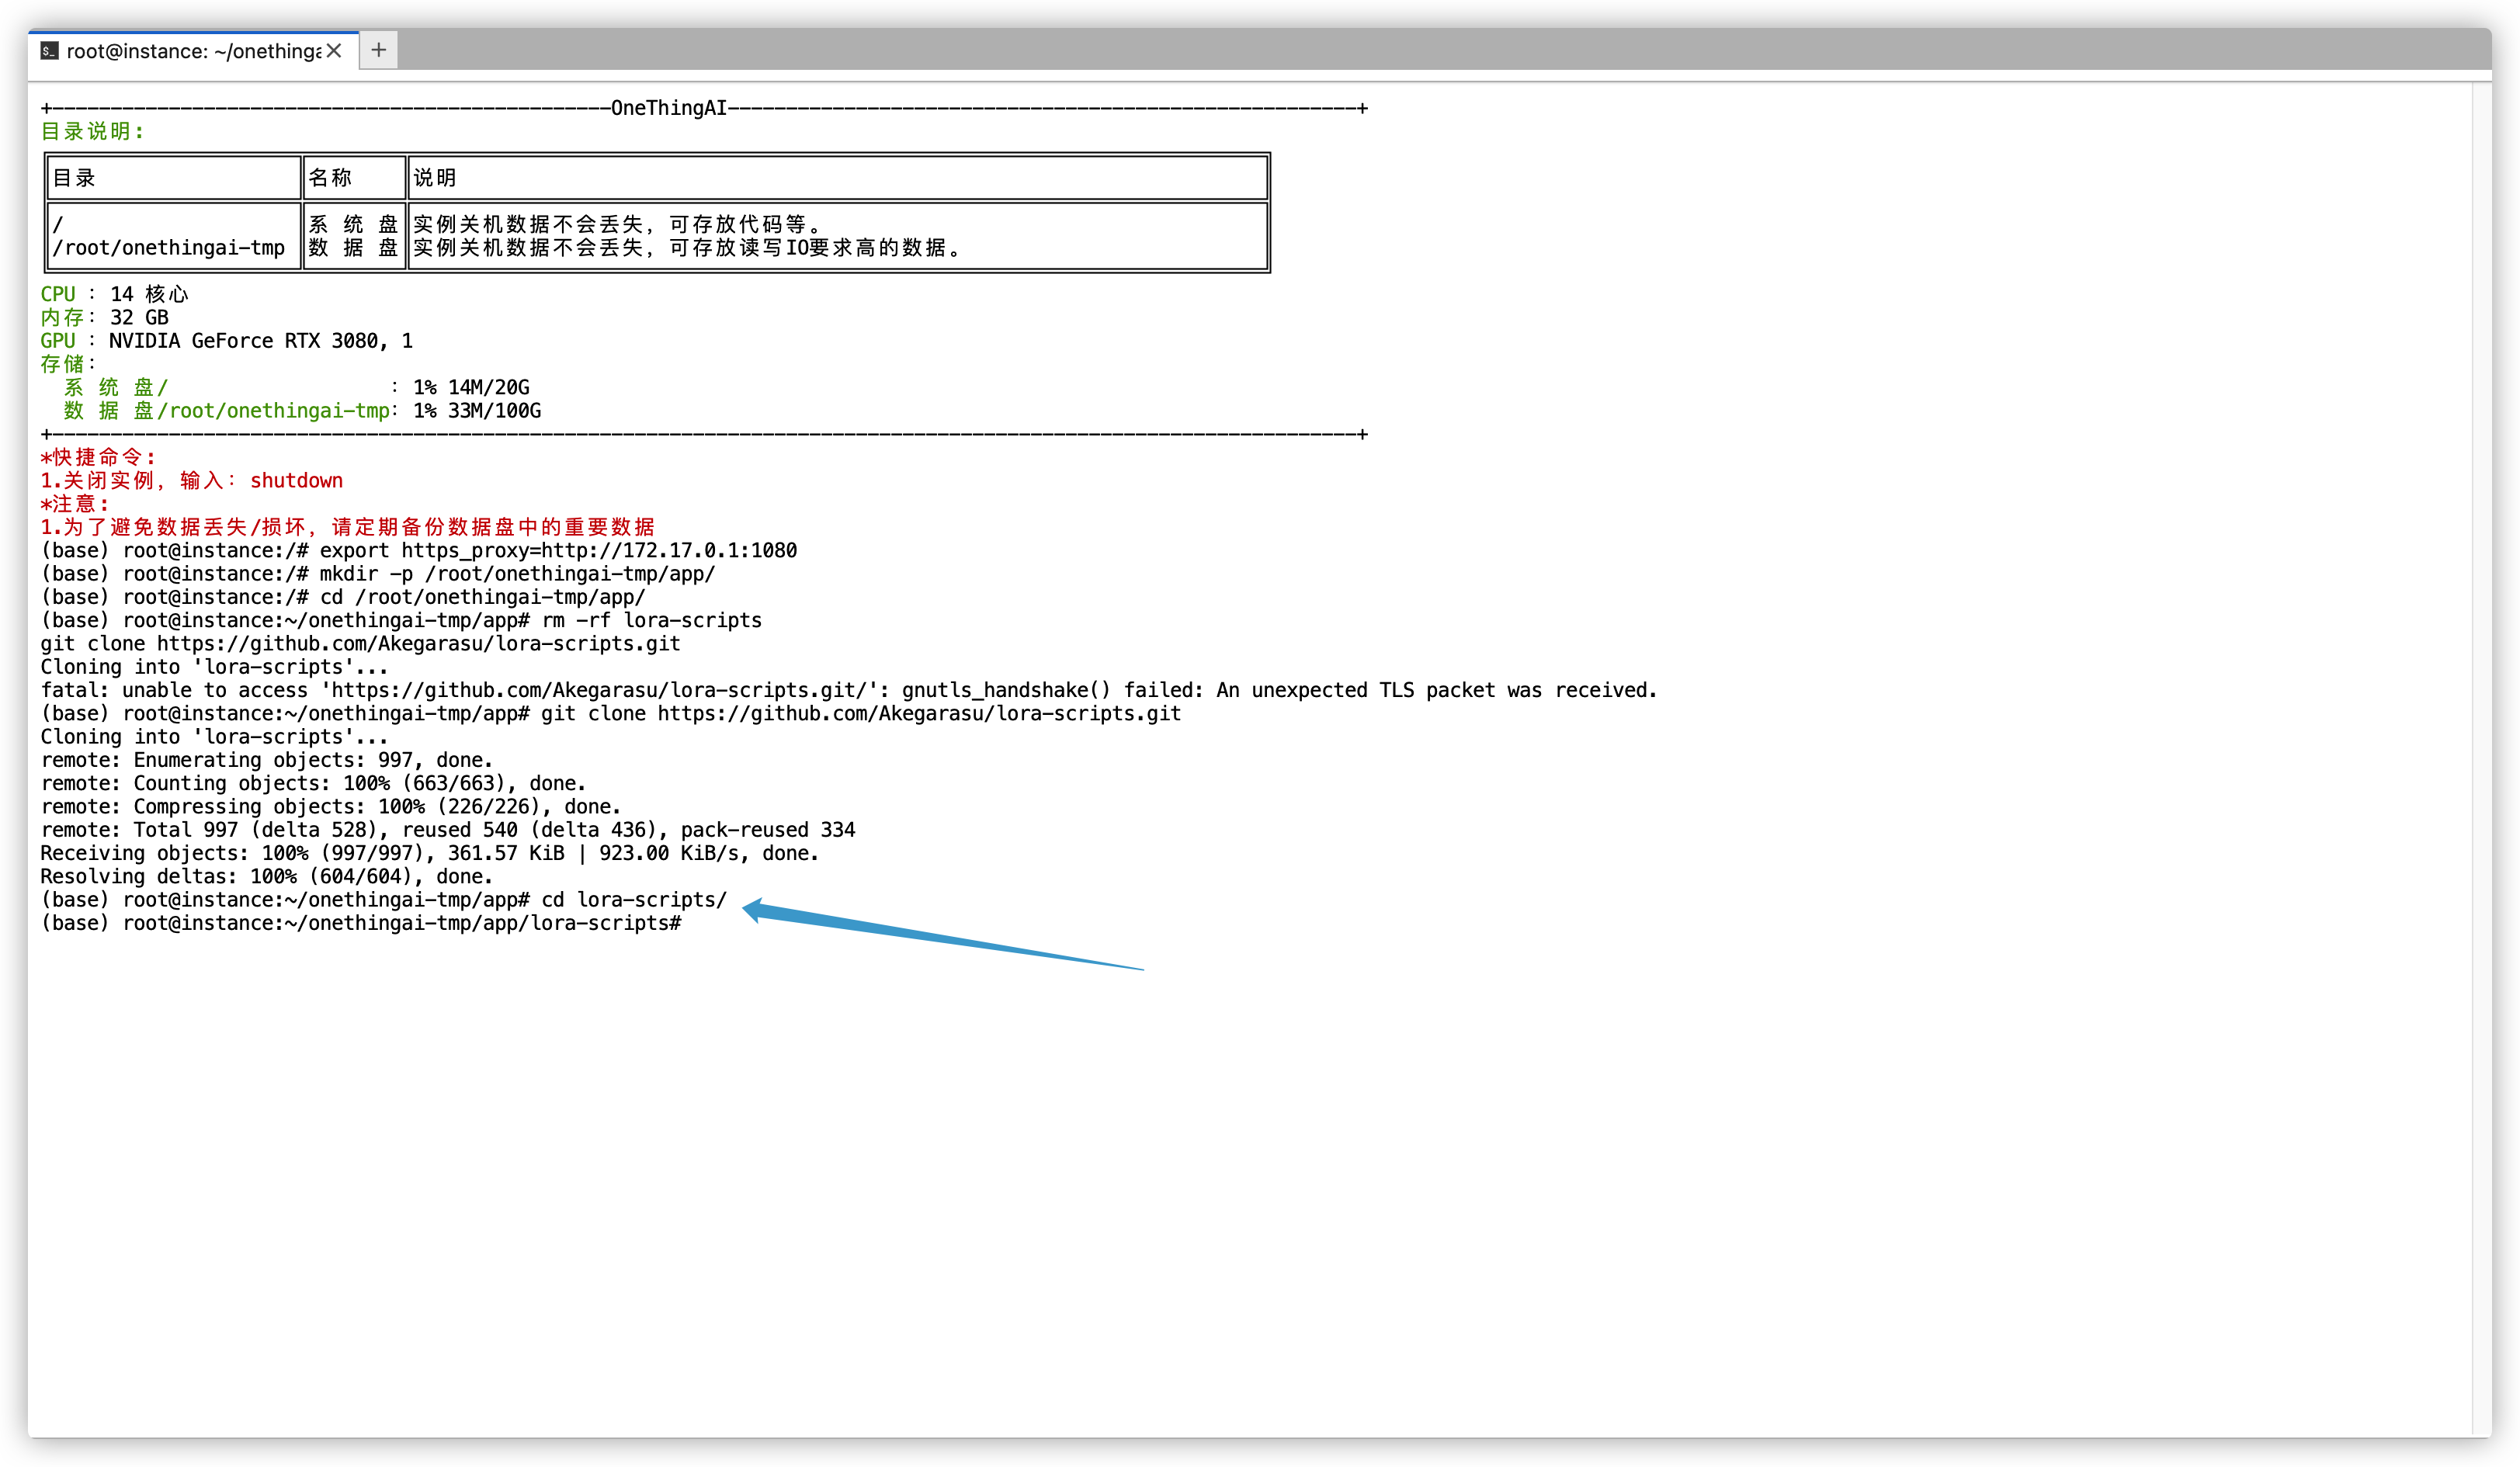 root@instance: ~/onethinga
+------------------------------------------------OneThingAI------------------------------------------------------+
目录说明:
目录 名称 说明
/ 系 统 盘 实例关机数据不会丢失，可存放代码等。
/root/onethingai-tmp 数 据 盘 实例关机数据不会丢失，可存放读写IO要求高的数据。
CPU : 14 核心
内存: 32 GB
GPU : NVIDIA GeForce RTX 3080, 1
存储:
系 统 盘/ : 1% 14M/20G
数 据 盘/root/onethingai-tmp: 1% 33M/100G
+----------------------------------------------------------------------------------------------------------------+
*快捷命令:
1.关闭实例，输入: shutdown
*注意:
1.为了避免数据丢失/损坏，请定期备份数据盘中的重要数据
(base) root@instance:/# export https_proxy=http://172.17.0.1:1080
(base) root@instance:/# mkdir -p /root/onethingai-tmp/app/
(base) root@instance:/# cd /root/onethingai-tmp/app/
(base) root@instance:~/onethingai-tmp/app# rm -rf lora-scripts
git clone https://github.com/Akegarasu/lora-scripts.git
Cloning into 'lora-scripts'...
fatal: unable to access 'https://github.com/Akegarasu/lora-scripts.git/': gnutls_handshake() failed: An unexpected TLS packet was received.
(base) root@instance:~/onethingai-tmp/app# git clone https://github.com/Akegarasu/lora-scripts.git
Cloning into 'lora-scripts'...
remote: Enumerating objects: 997, done.
remote: Counting objects: 100% (663/663), done.
remote: Compressing objects: 100% (226/226), done.
remote: Total 997 (delta 528), reused 540 (delta 436), pack-reused 334
Receiving objects: 100% (997/997), 361.57 KiB | 923.00 KiB/s, done.
Resolving deltas: 100% (604/604), done.
(base) root@instance:~/onethingai-tmp/app# cd lora-scripts/
(base) root@instance:~/onethingai-tmp/app/lora-scripts#